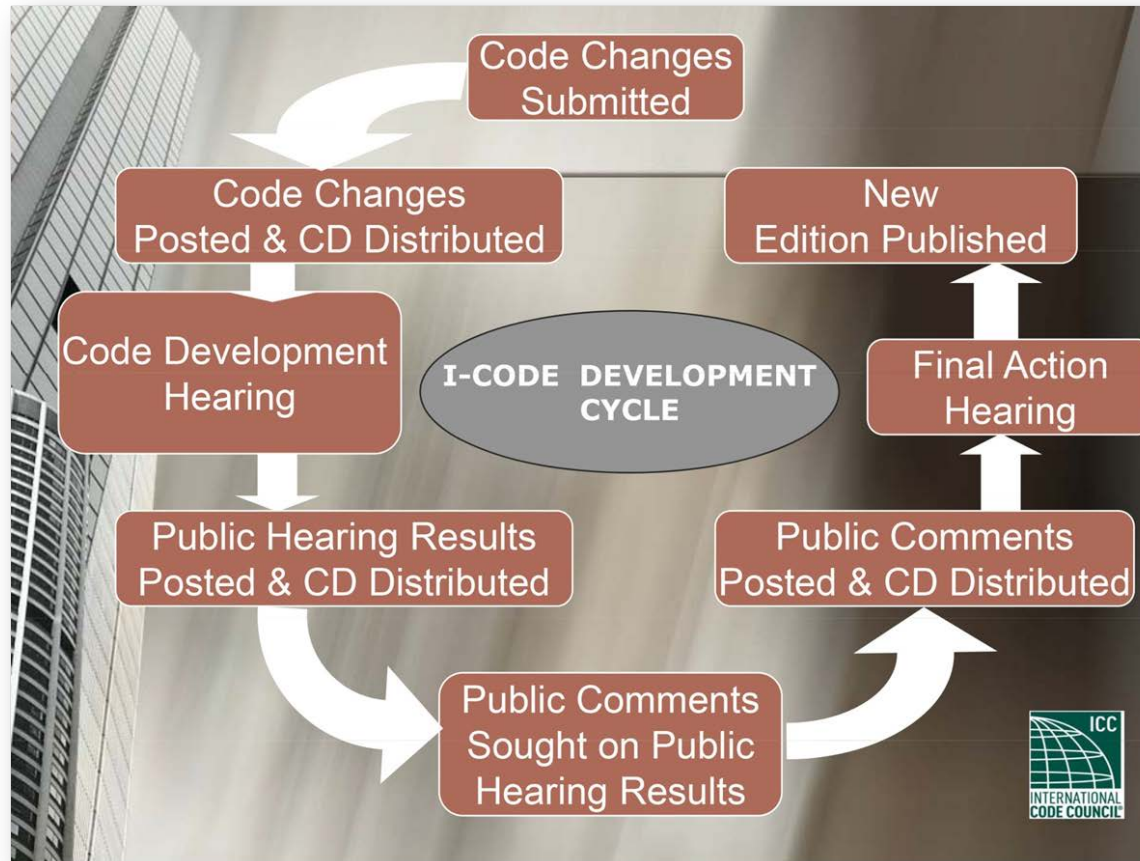 Code Changes
Submitted
Code Changes
Posted & CD Distributed
Code Development
Hearing
Public Hearing Results
Posted & CD Distributed
Public Comments
Sought on Public
Hearing Results
Public Comments
Posted & CD Distributed
Final Action
Hearing
New
Edition Published
I-CODE DEVELOPMENT
CYCLE
ICC
INTERNATIONAL
CODE COUNCIL®